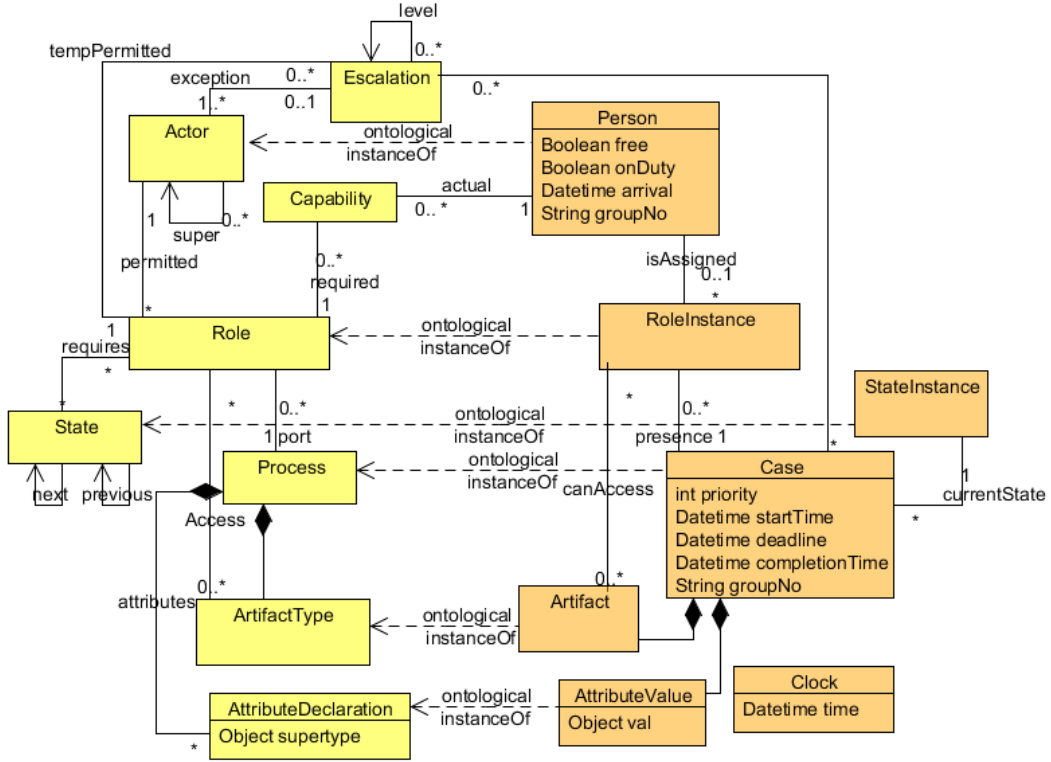 level
tempPermitted
0..*
exception
0..*
Escalation
0..*
1..*
0..1
Person
Actor
ontological
instanceOf
Boolean free
Boolean onDuty
Datetime arrival
String groupNo
Capability
actual
0..*
1
1
0..*
super
permitted
0..*
required
isAssigned
0..1
*
*
1
1
Role
ontological
instanceOf
RoleInstance
requires
*
StateInstance
*
*
0..*
*
0..*
State
ontological
instanceOf
1
port
presence
1
*
Process
ontological
instanceOf
Case
next
previous
canAccess
int priority
Datetime startTime
Datetime deadline
Datetime completionTime
String groupNo
1
currentState
*
Access
0..*
0..*
attributes
ArtifactType
ontological
instanceOf
Artifact
AttributeDeclaration
Object supertype
*
ontological
instanceOf
AttributeValue
Object val
Clock
Datetime time